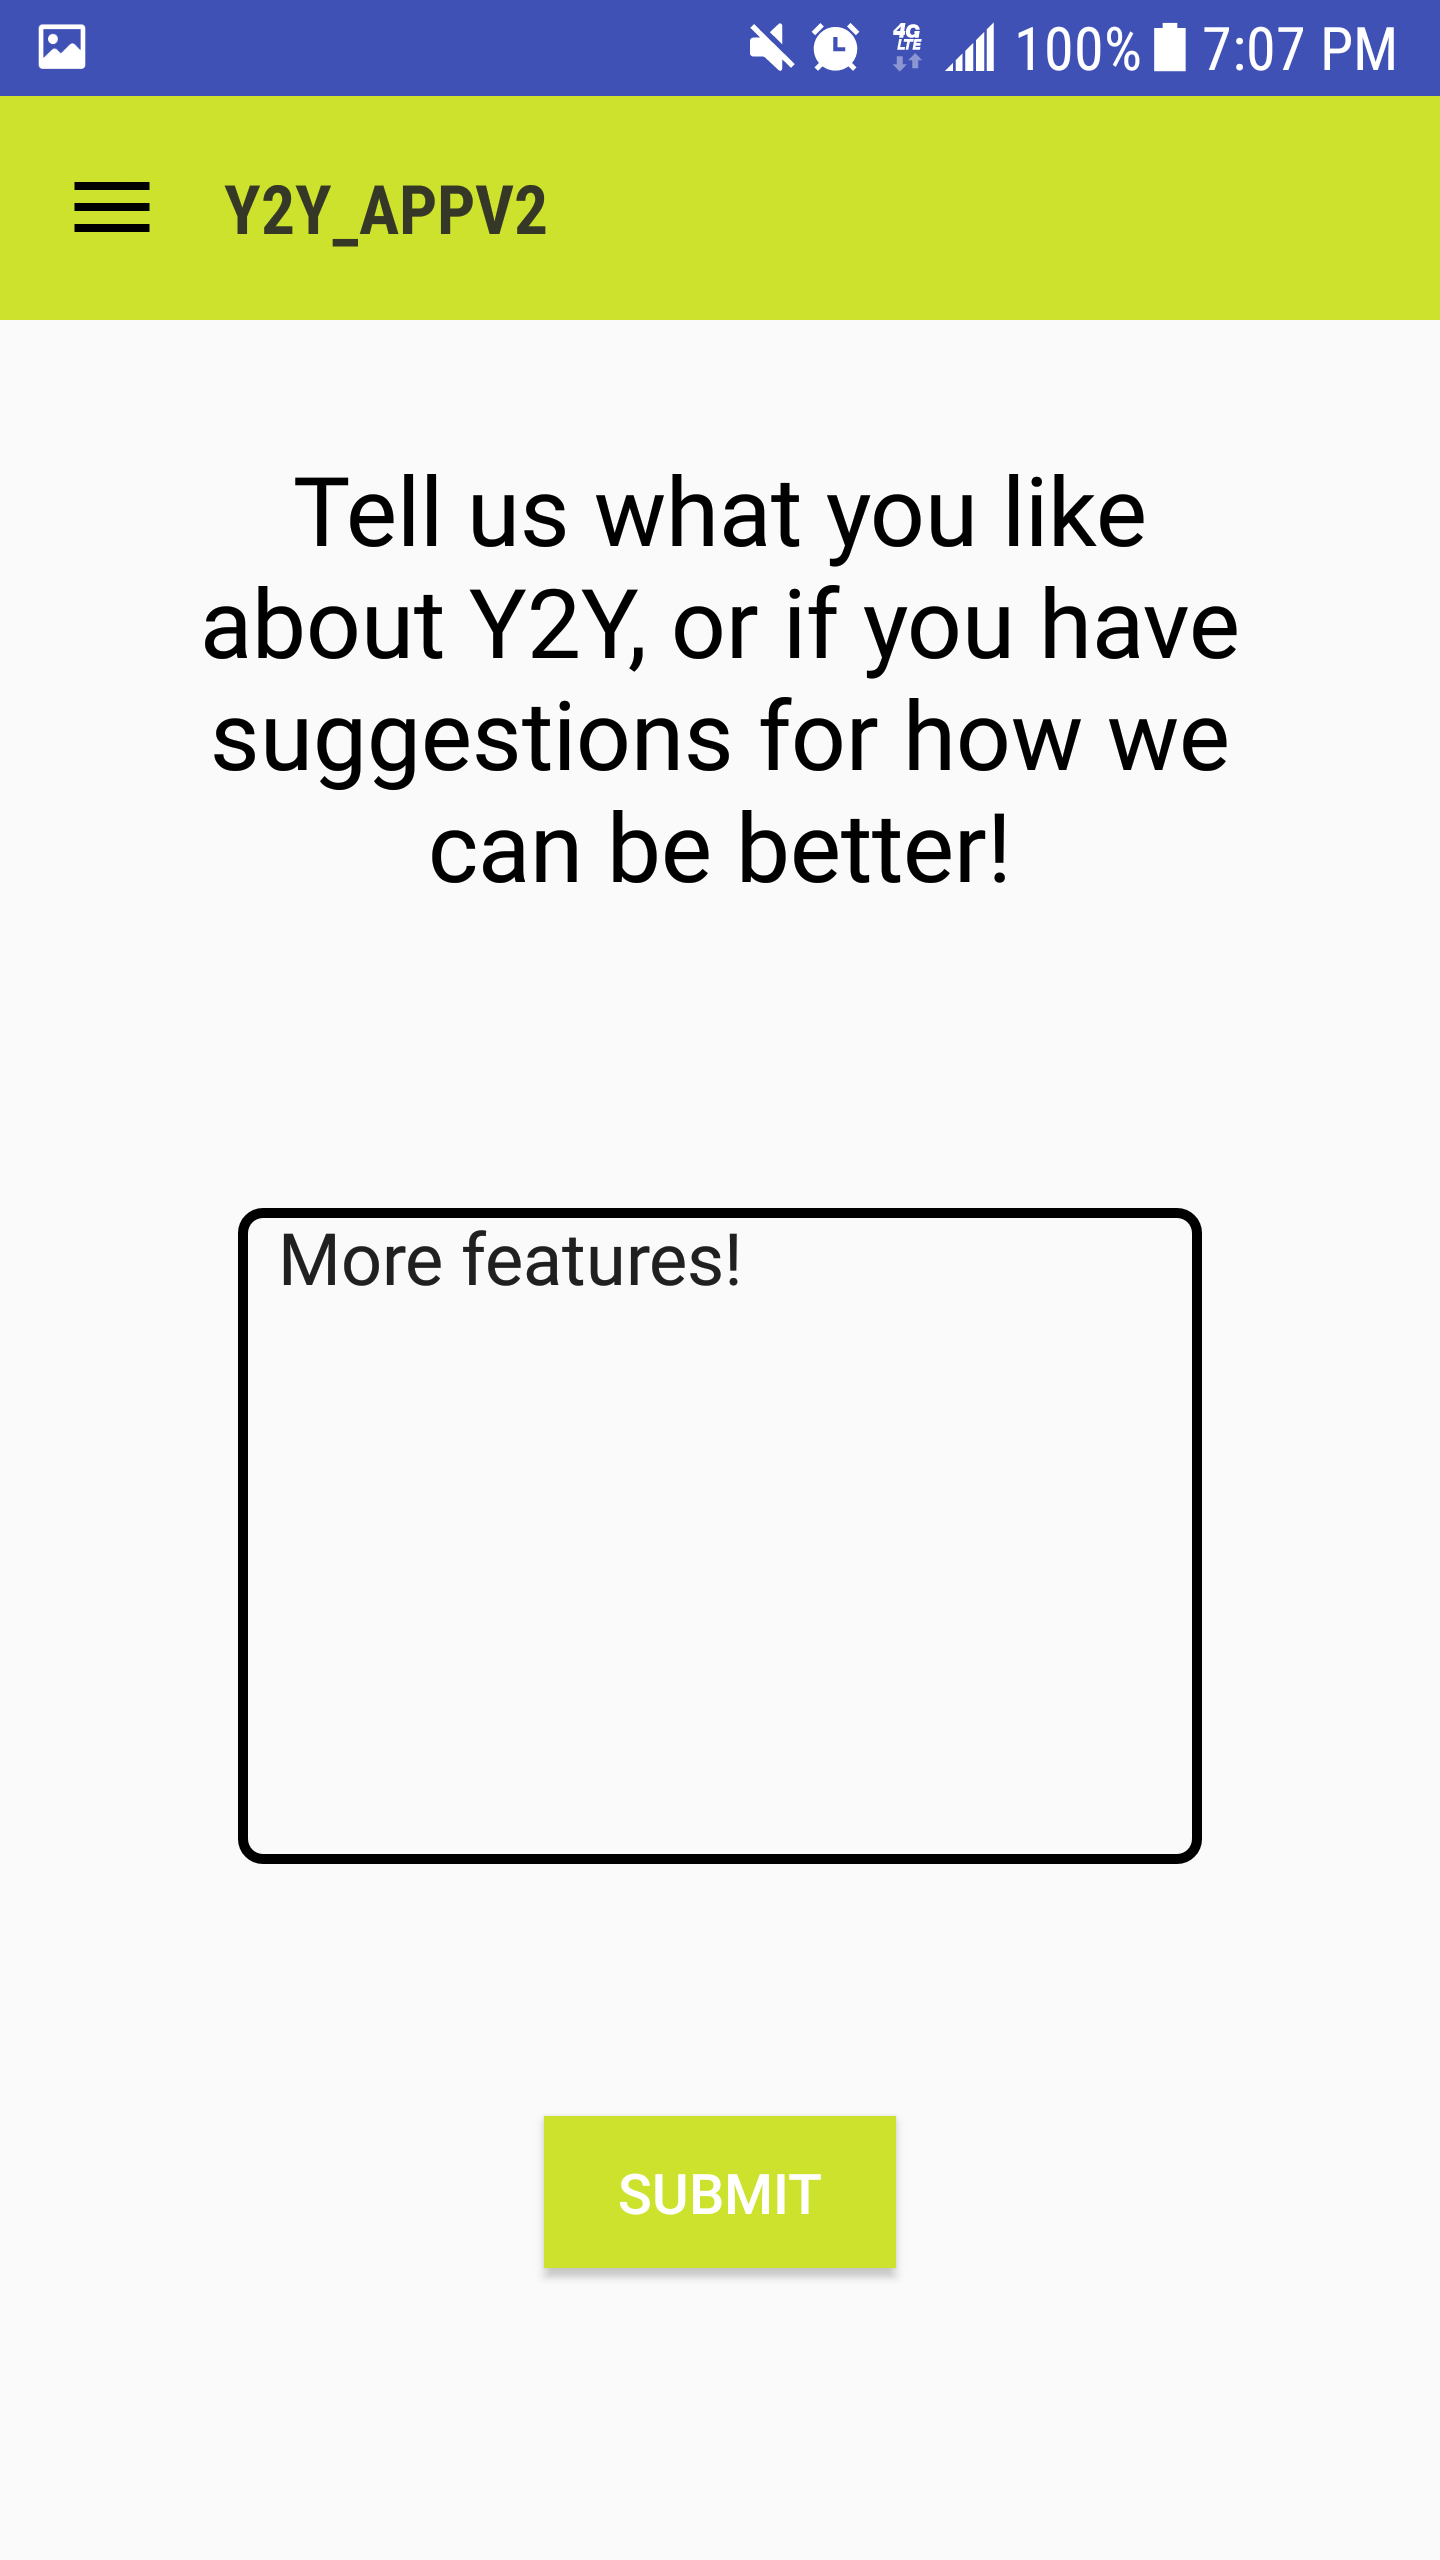 4G LTE 100% 7:07 PM
Y2Y_APPV2
Tell us what you like
about Y2Y, or if you have
suggestions for how we
can be better!
More features!
SUBMIT